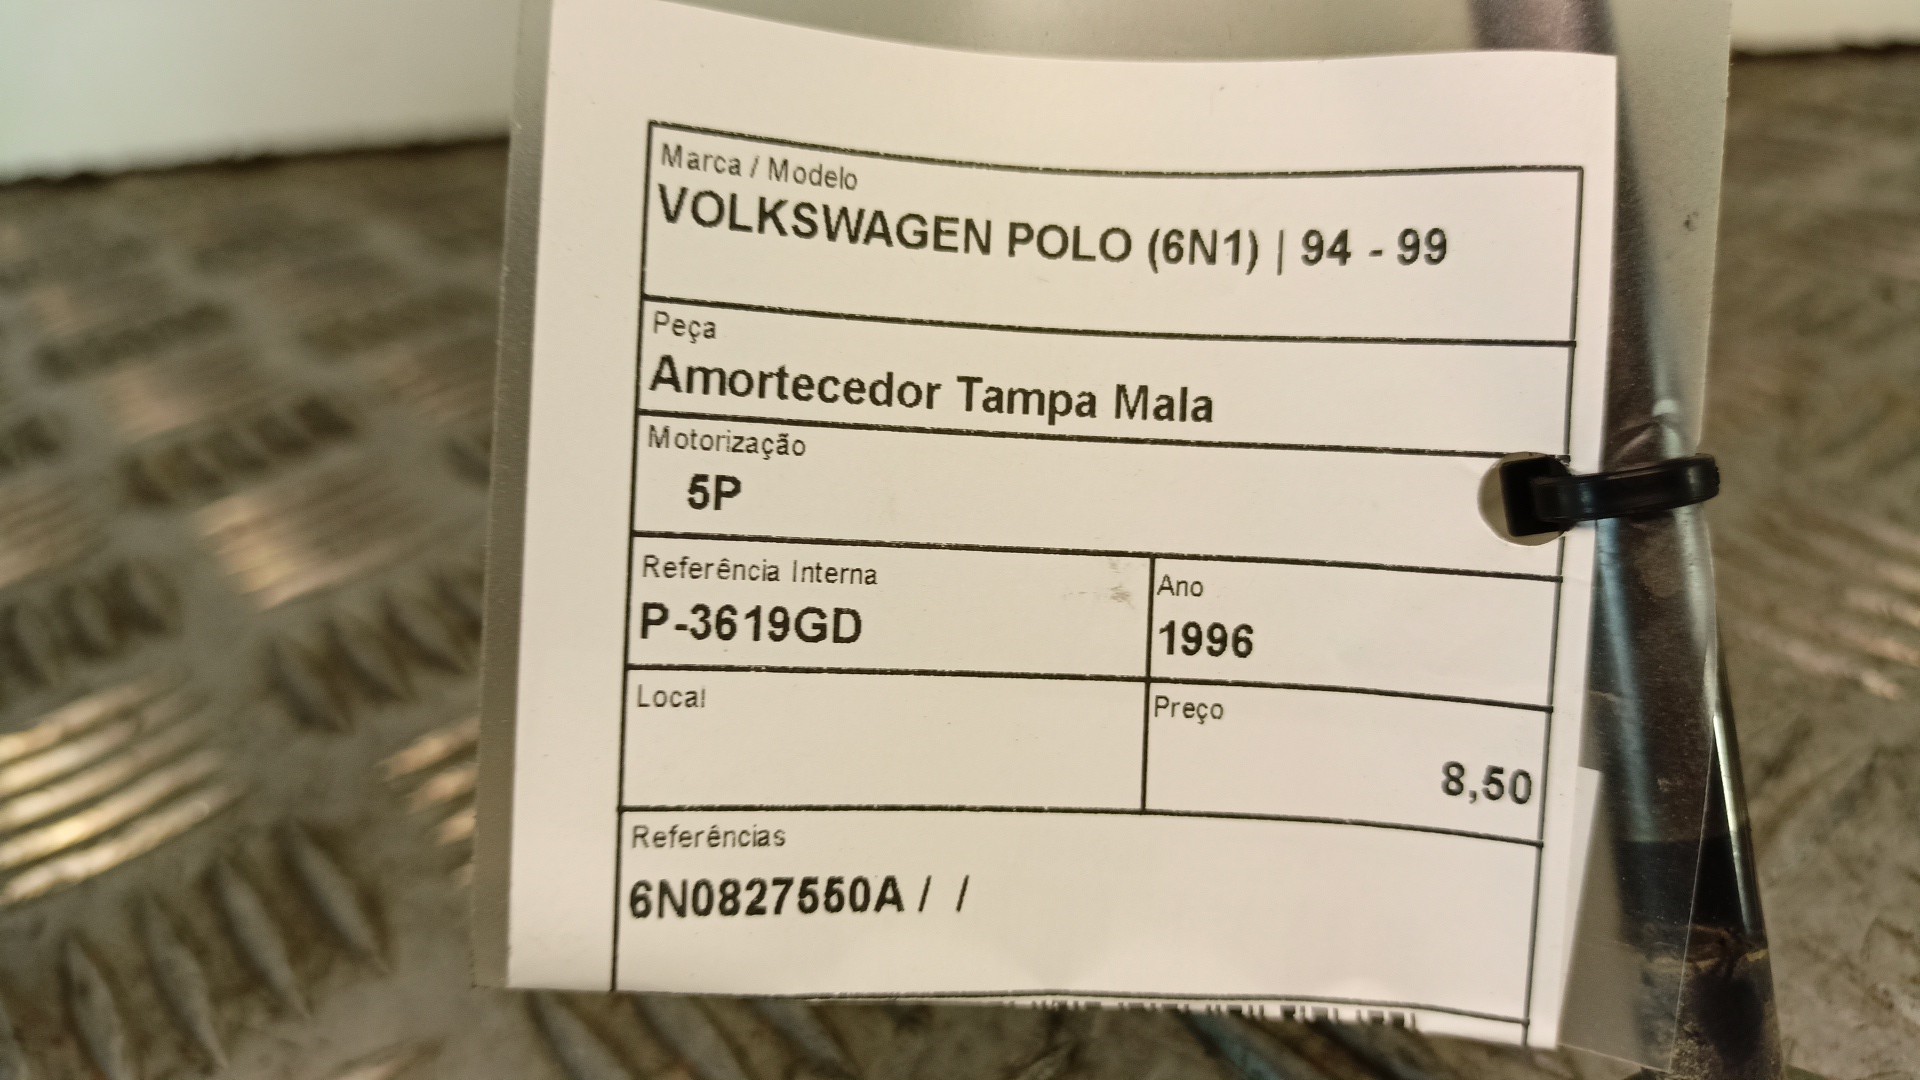 Marca / Modelo
VOLKSWAGEN POLO (6N1) | 94 - 99
Peça
Amortecedor Tampa Mala
Motorização
5P
Referência Interna
P-3619GD
Ano
1996
Local
Preço
8,50
Referências
6N0827550A / /